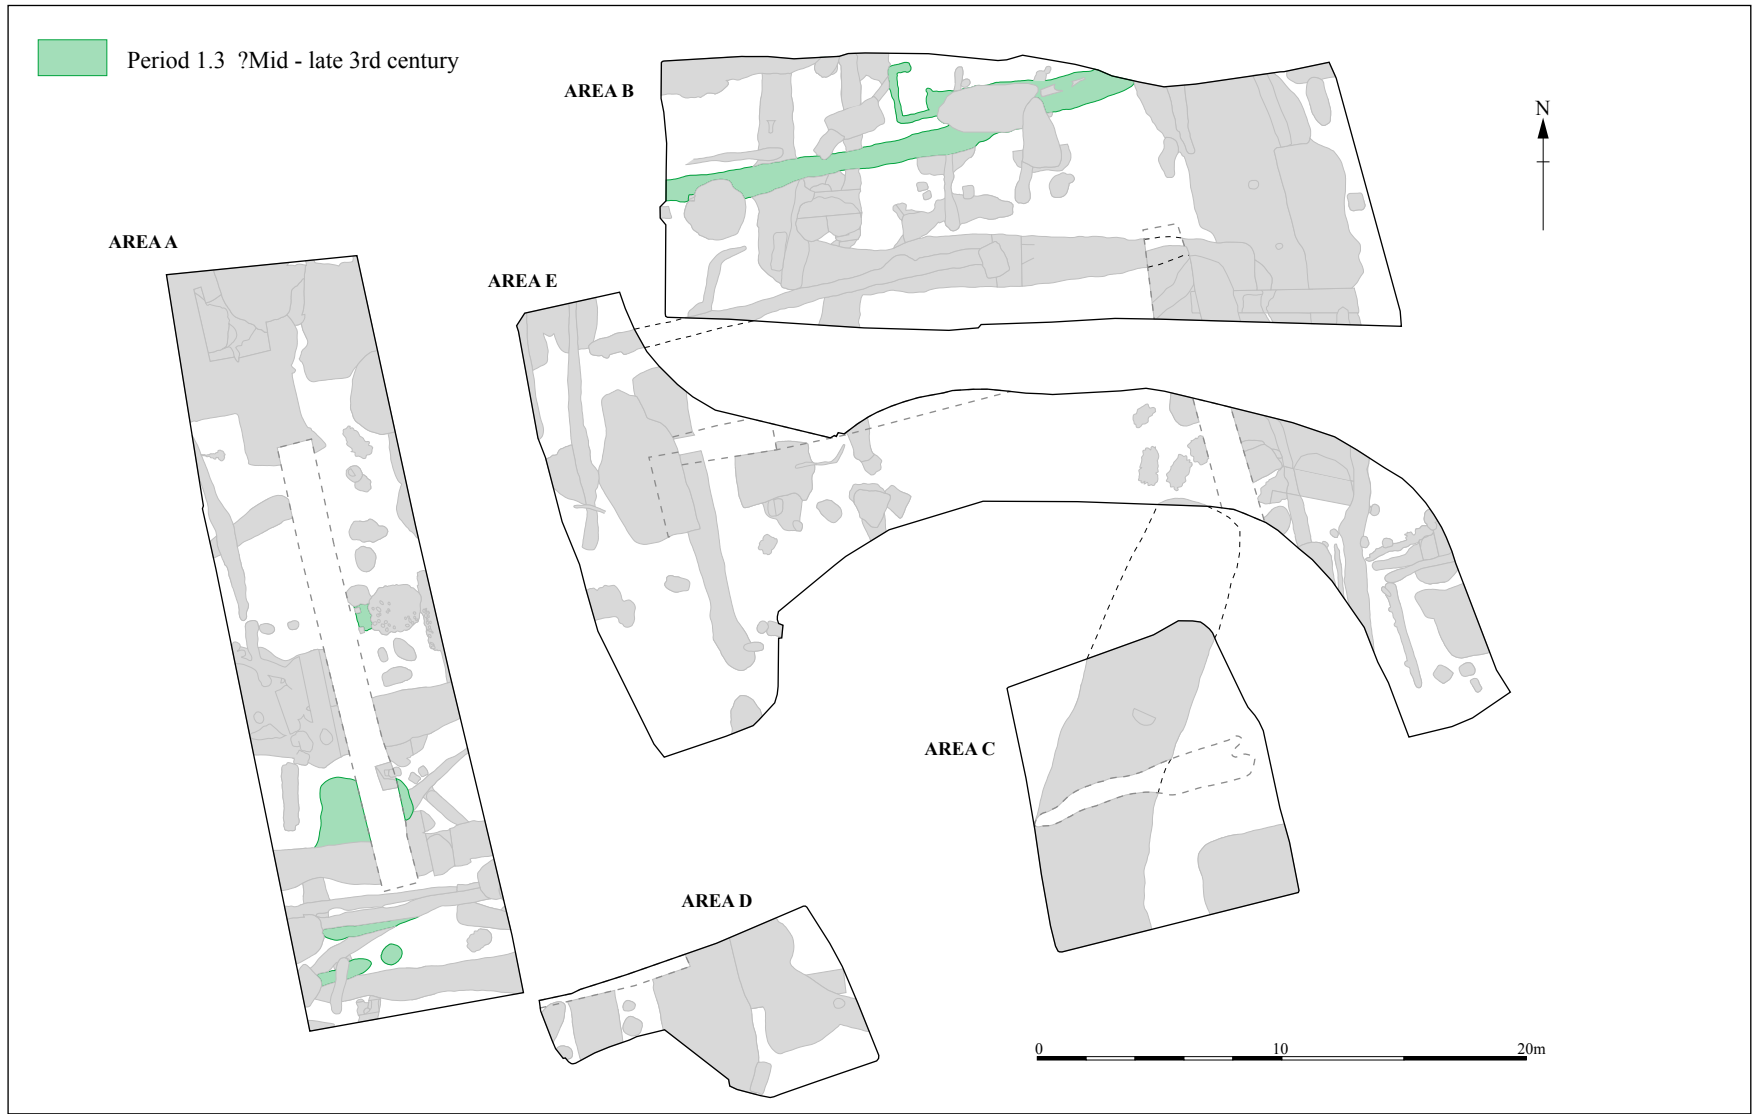 Period 1.3 ?Mid - late 3rd century
AREA B
N
AREA A
AREA E
AREA C
AREA D
0 10 20m